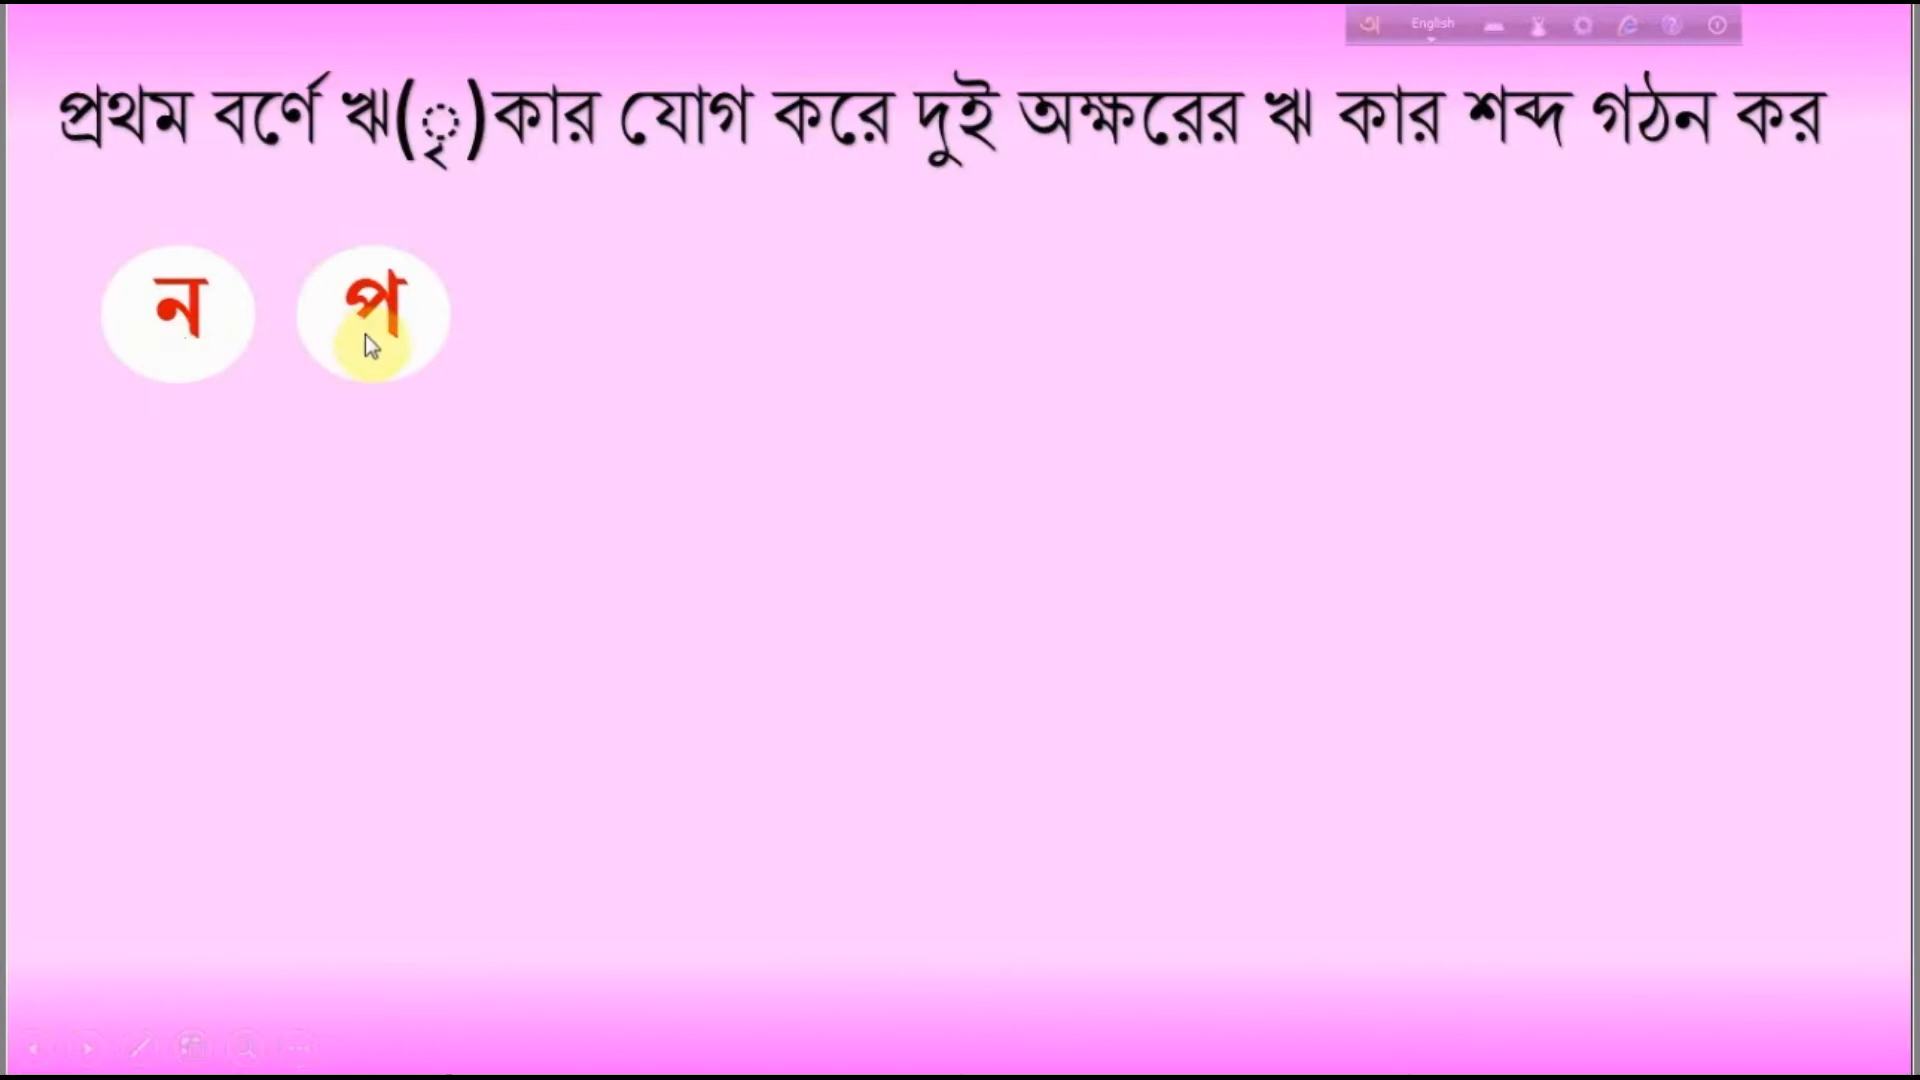 English
প্রথম বর্ণে ঋ(ৃ)কার যোগ করে দুই অক্ষরের ঋ কার শব্দ গঠন কর
ন প